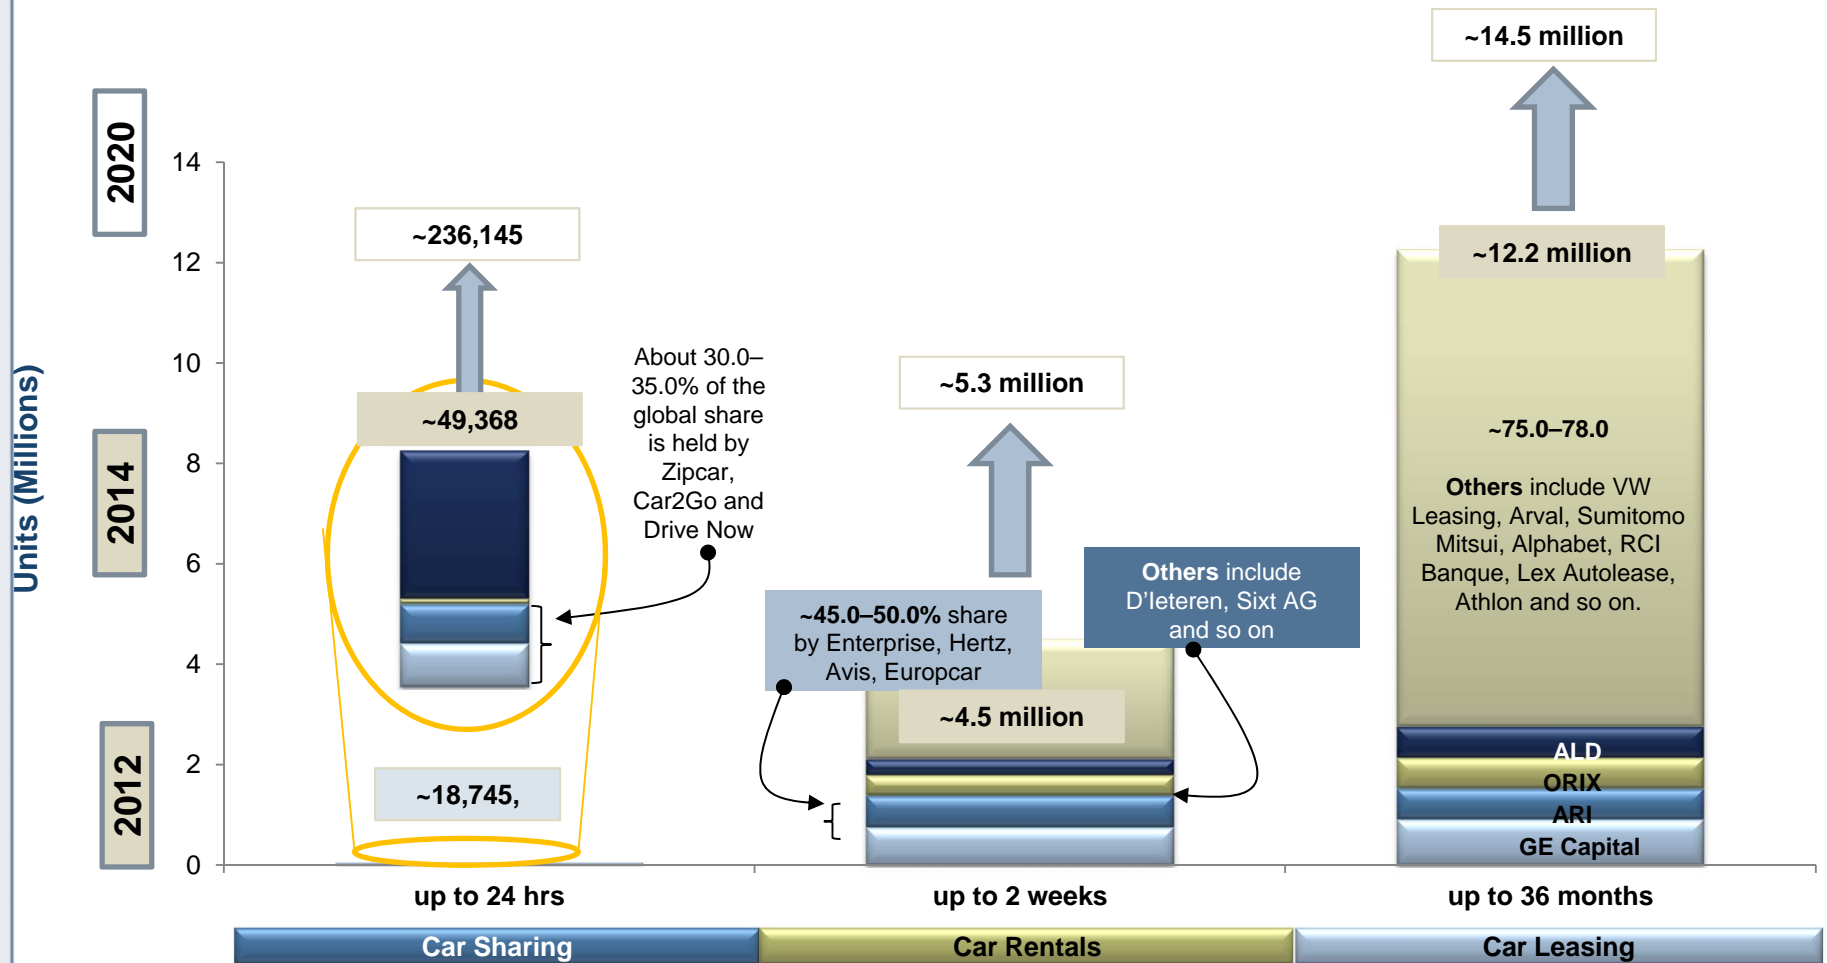 ~14.5 million
2020
14
~236,145
~12.2 million
12
About 30.0–
35.0% of the
global share
is held by
Zipcar,
Car2Go and
Drive Now
10
~5.3 million
Units (Millions)
2014
~49,368
~75.0–78.0
8
Others include VW
Leasing, Arval, Sumitomo
Mitsui, Alphabet, RCI
Banque, Lex Autolease,
Athlon and so on.
6
Others include
D’Ieteren, Sixt AG
and so on
~45.0–50.0% share
by Enterprise, Hertz,
Avis, Europcar
4
~4.5 million
2012
2
~18,745,
ALD
ORIX
ARI
GE Capital
0
up to 24 hrs
up to 2 weeks
up to 36 months
Car Sharing
Car Rentals
Car Leasing